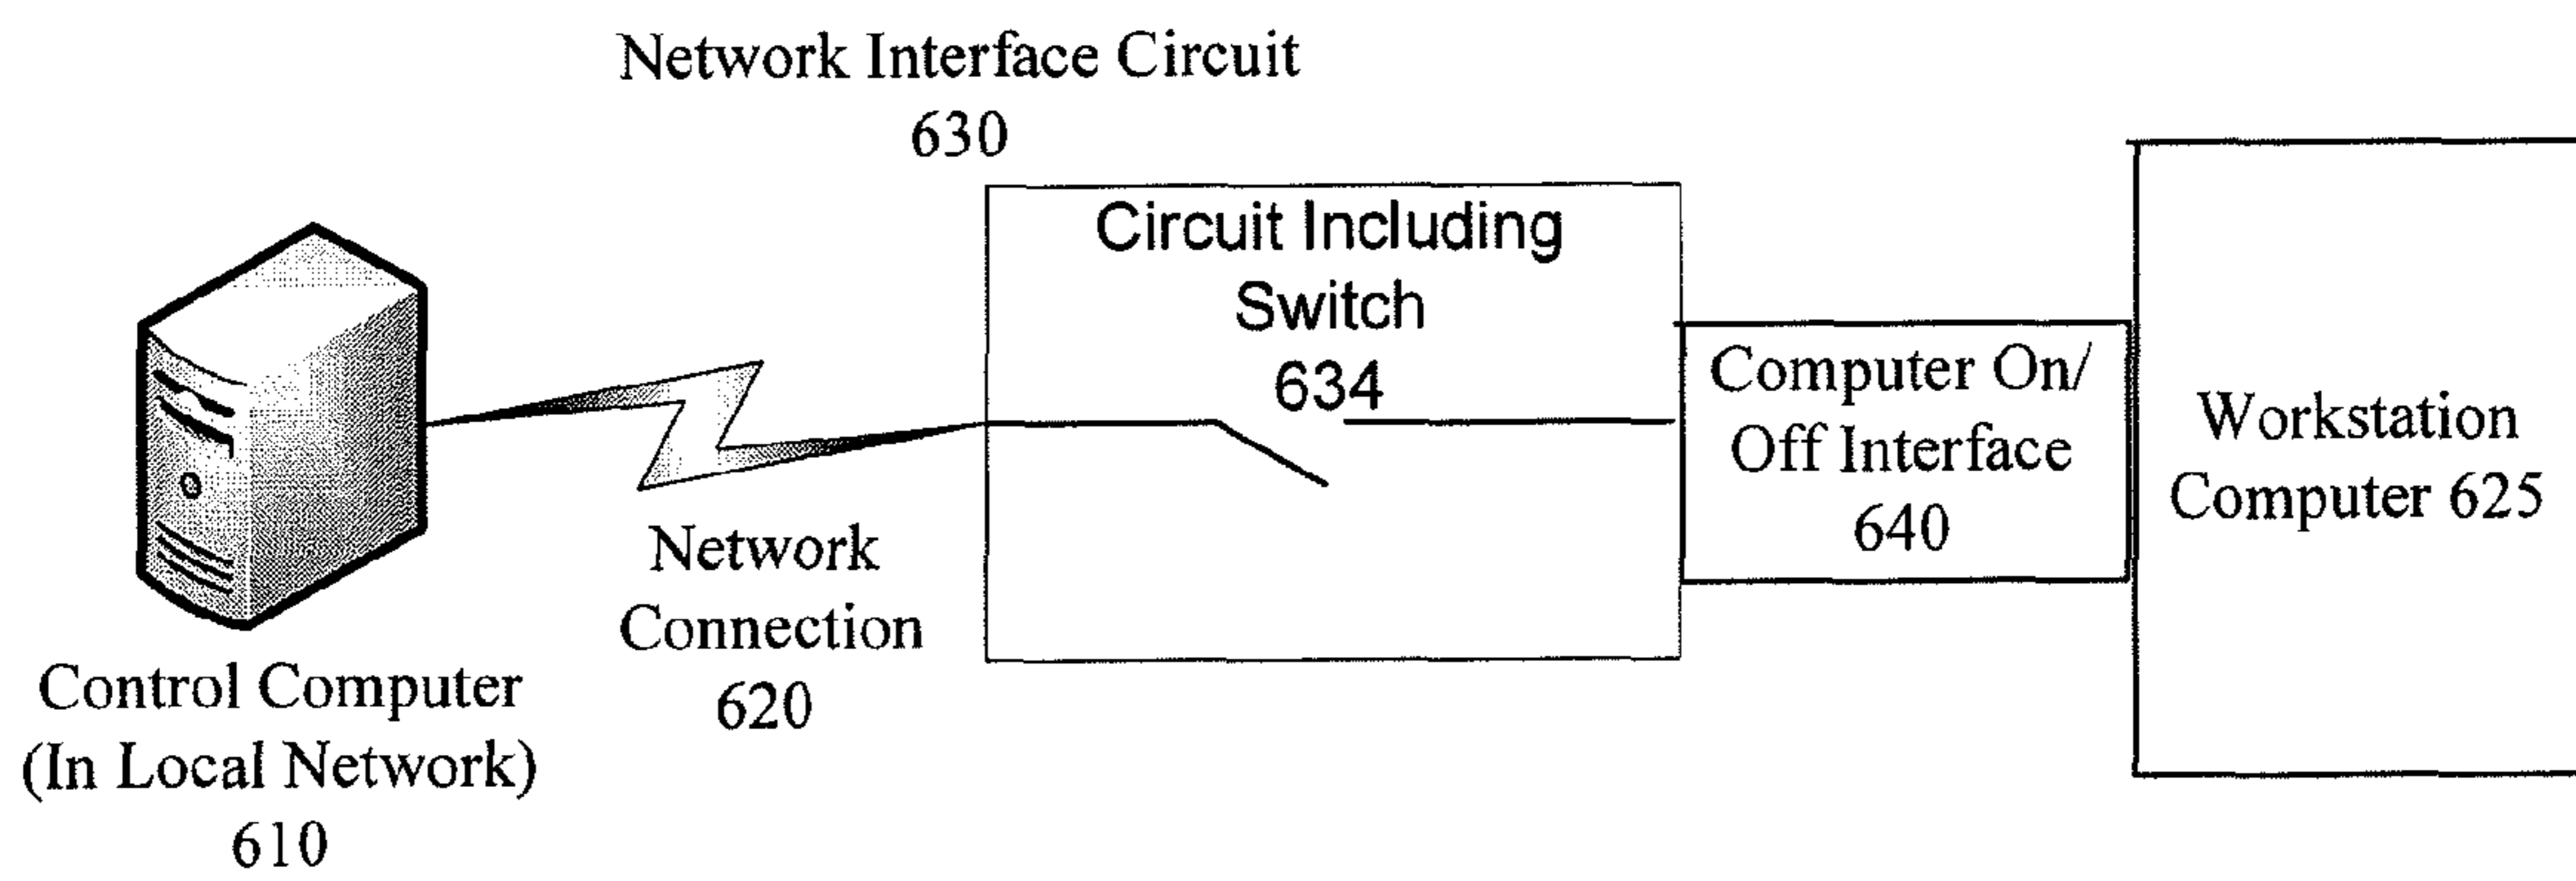 Network Interface Circuit
630
Circuit Including
Switch
634
Computer On/
Off Interface
640
Workstation
Computer 625
Network
Connection
620
Control Computer
(In Local Network)
610